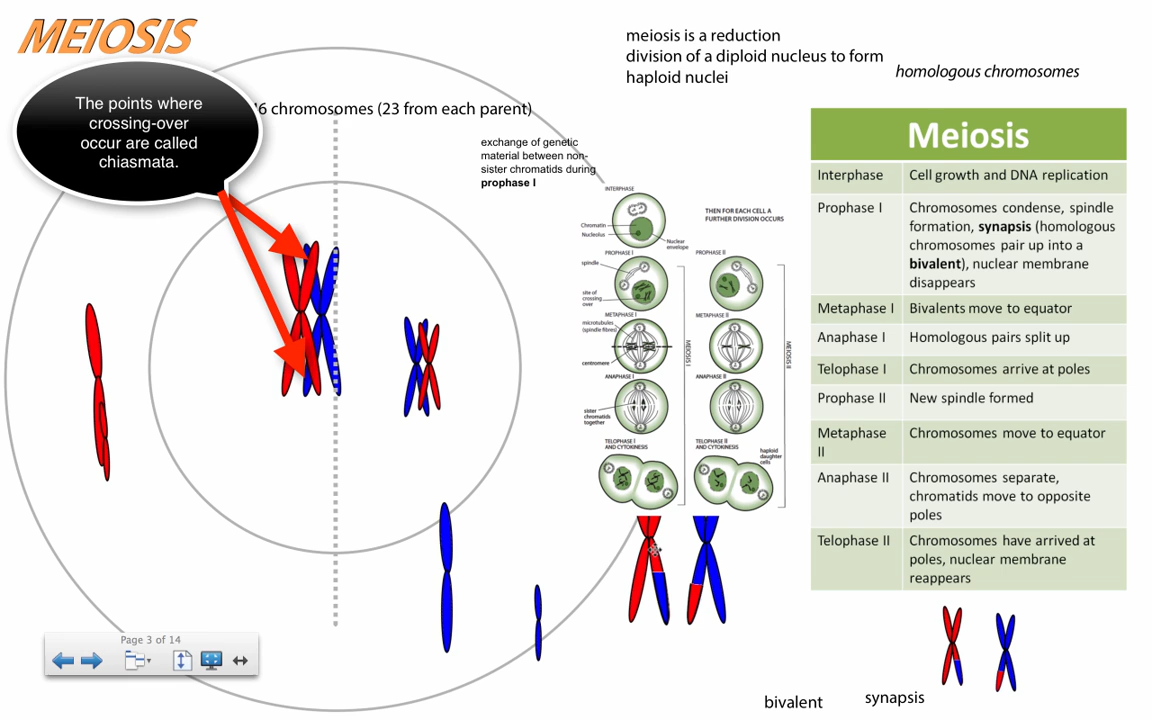 MEIOSIS
The points where
crossing-over
occur are called
chiasmata.
6 chromosomes (23 from each parent)
exchange of genetic
material between non-
sister chromatids during
prophase I
meiosis is a reduction
division of a diploid nucleus to form
haploid nuclei
homologous chromosomes
INTERPHASE
Chromatin
Nucleolus
Nuclear
envelope
THEN FOR EACH CELL A
FURTHER DIVISION OCCURS
PROPHASE I
spindle
site of
crossing
over
PROPHASE II
METAPHASE I
microtubules
(spindle fibres)
centromere
METAPHASE II
MEIOSIS I
MEIOSIS II
ANAPHASE I
sister
chromatids
together
ANAPHASE II
TELOPHASE I
AND CYTOKINESIS
TELOPHASE II
AND CYTOKINESIS
haploid
daughter
cells
Meiosis
Interphase Cell growth and DNA replication
Prophase I Chromosomes condense, spindle
formation, synapsis (homologous
chromosomes pair up into a
bivalent), nuclear membrane
disappears
Metaphase I Bivalents move to equator
Anaphase I Homologous pairs split up
Telophase I Chromosomes arrive at poles
Prophase II New spindle formed
Metaphase Chromosomes move to equator
II
Anaphase II Chromosomes separate,
chromatids move to opposite
poles
Telophase II Chromosomes have arrived at
poles, nuclear membrane
reappears
Page 3 of 14
bivalent
synapsis